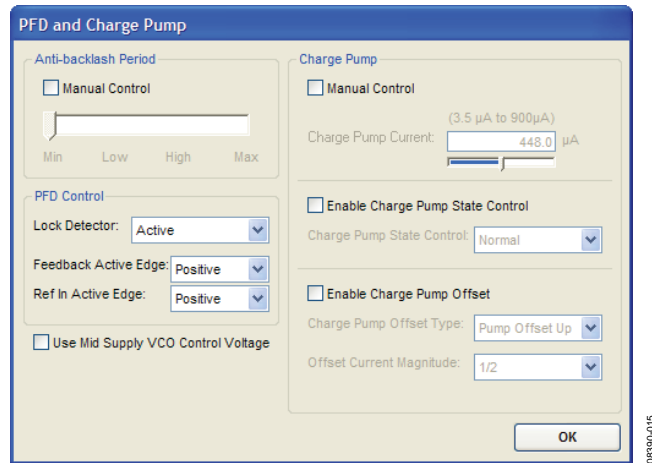 PFD and Charge Pump
Anti-backlash Period
Manual Control
Min Low High Max
PFD Control
Lock Detector: Active
Feedback Active Edge: Positive
Ref In Active Edge: Positive
Use Mid Supply VCO Control Voltage
Charge Pump
Manual Control
(3.5 µA to 900µA)
Charge Pump Current: 448.0 µA
Enable Charge Pump State Control
Charge Pump State Control: Normal
Enable Charge Pump Offset
Charge Pump Offset Type: Pump Offset Up
Offset Current Magnitude: 1/2
OK
08390-015